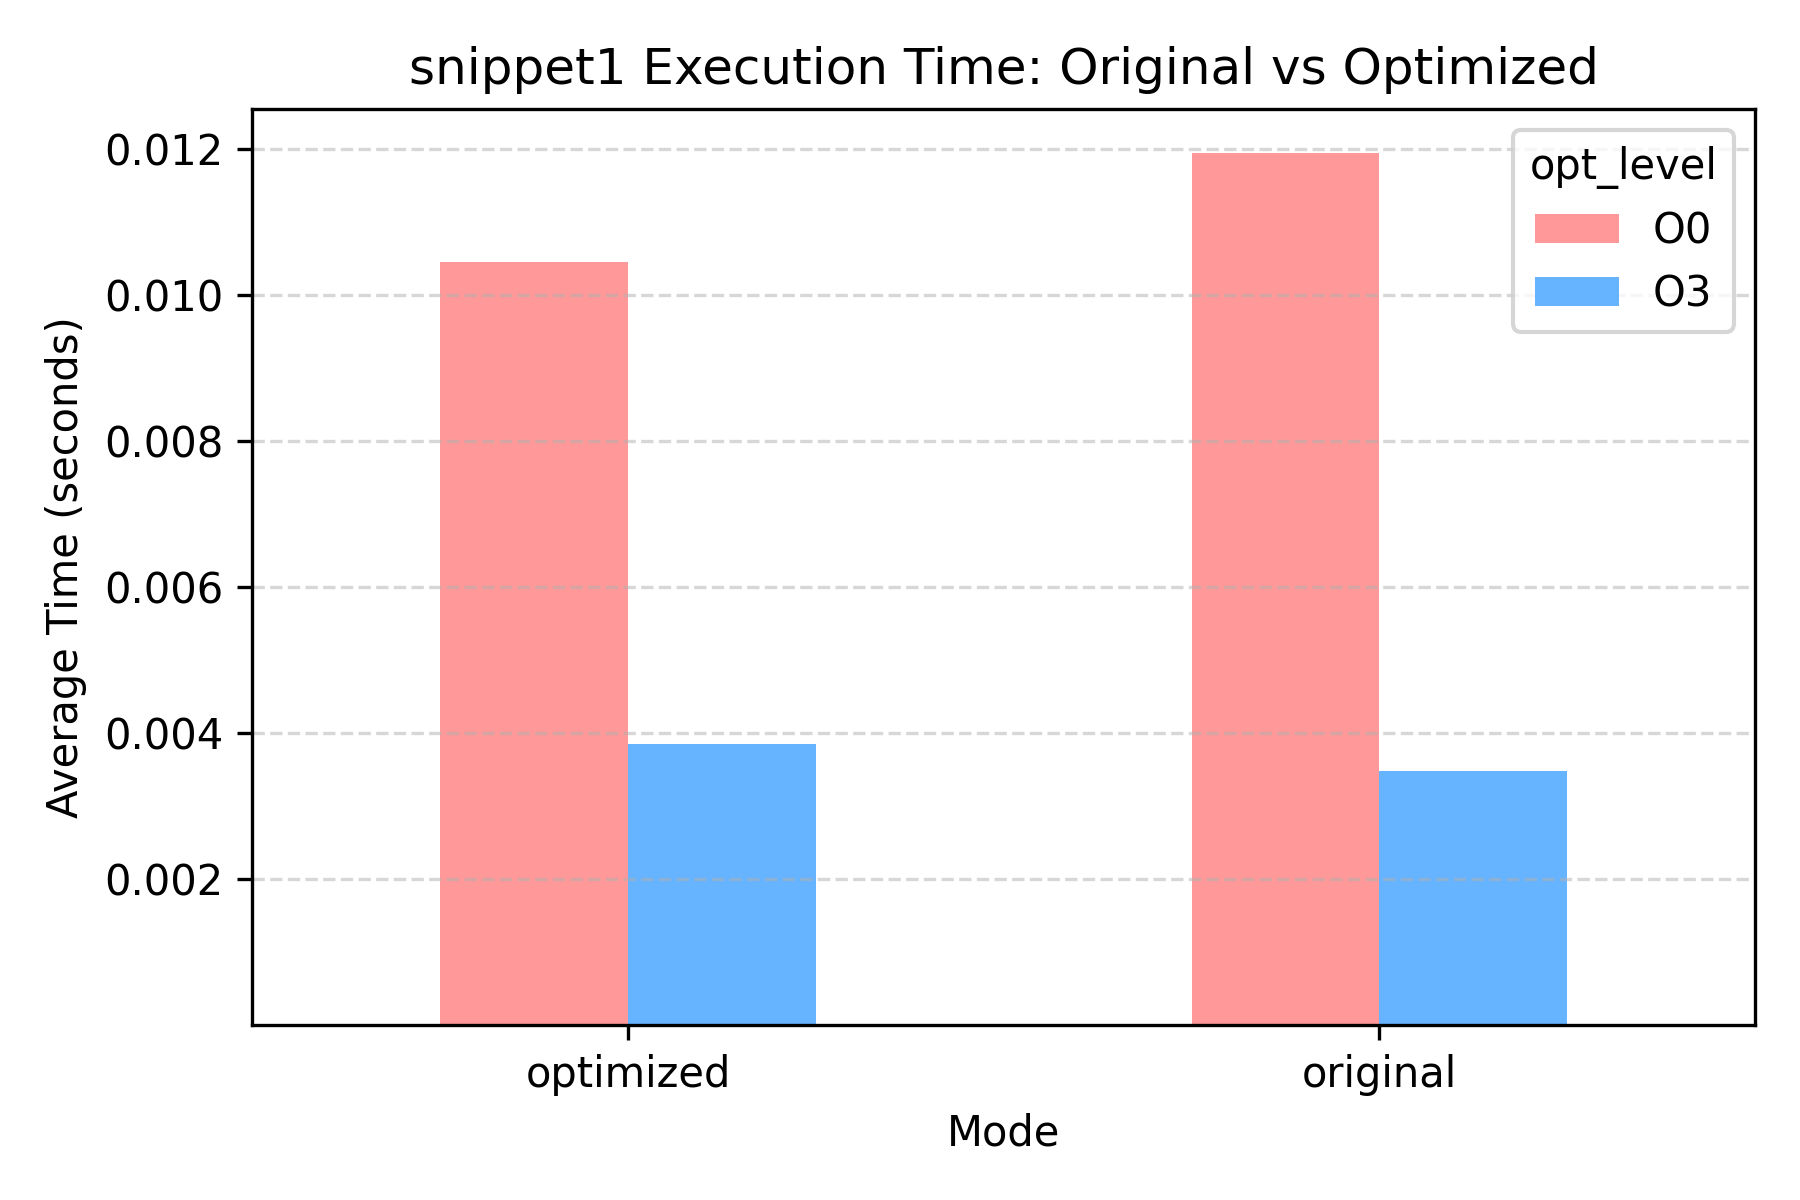 snippet1 Execution Time: Original vs Optimized
opt_level
O0
O3
0.012
0.010
0.008
0.006
0.004
0.002
Average Time (seconds)
optimized
original
Mode